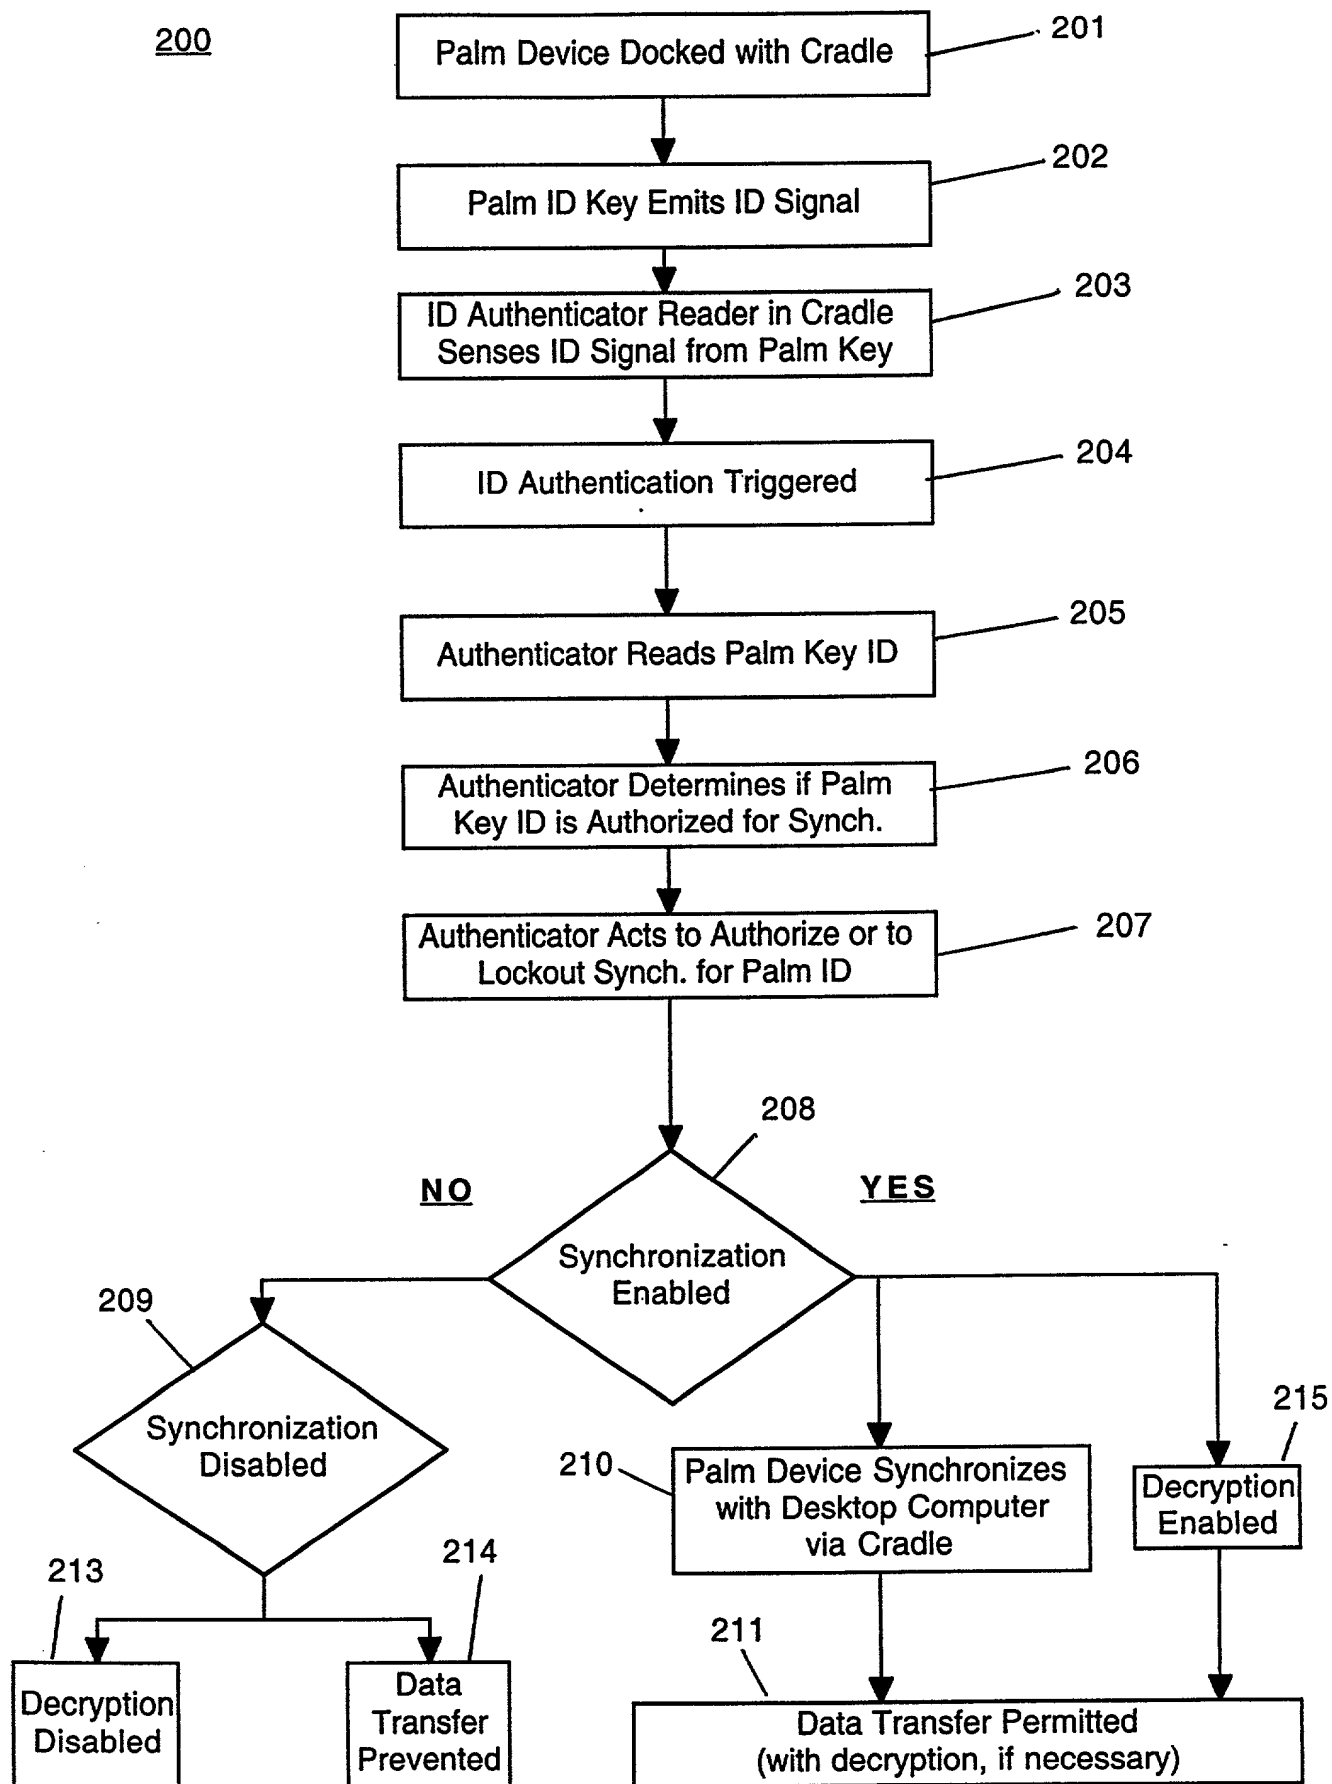 200
Palm Device Docked with Cradle
201
Palm ID Key Emits ID Signal
202
ID Authenticator Reader in Cradle
Senses ID Signal from Palm Key
203
ID Authentication Triggered
204
Authenticator Reads Palm Key ID
205
Authenticator Determines if Palm
Key ID is Authorized for Synch.
206
Authenticator Acts to Authorize or to
Lockout Synch. for Palm ID
207
208
NO
YES
Synchronization
Enabled
209
Synchronization
Disabled
210
Palm Device Synchronizes
with Desktop Computer
via Cradle
215
Decryption
Enabled
213
Decryption
Disabled
214
Data
Transfer
Prevented
211
Data Transfer Permitted
(with decryption, if necessary)